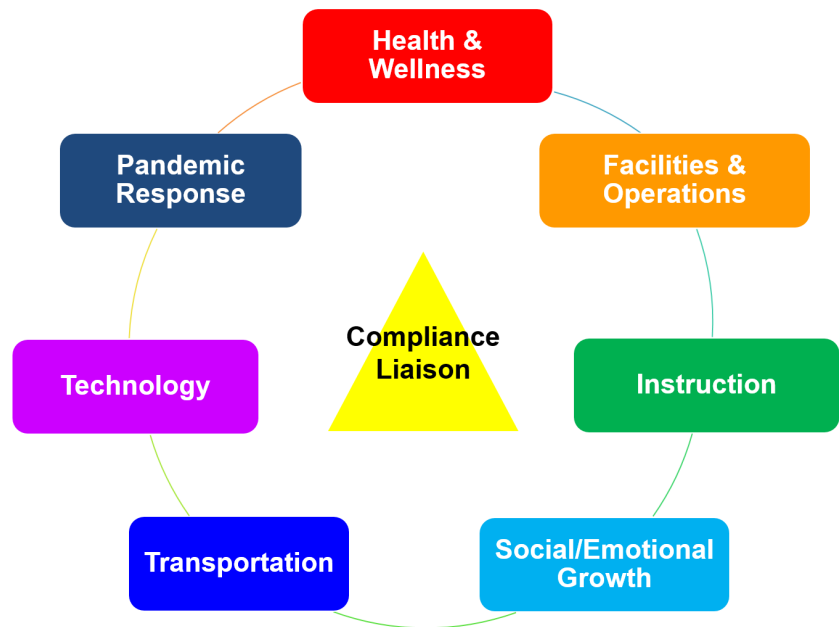 Health &
Wellness
Facilities &
Operations
Instruction
Social/Emotional
Growth
Transportation
Technology
Pandemic
Response
Compliance
Liaison